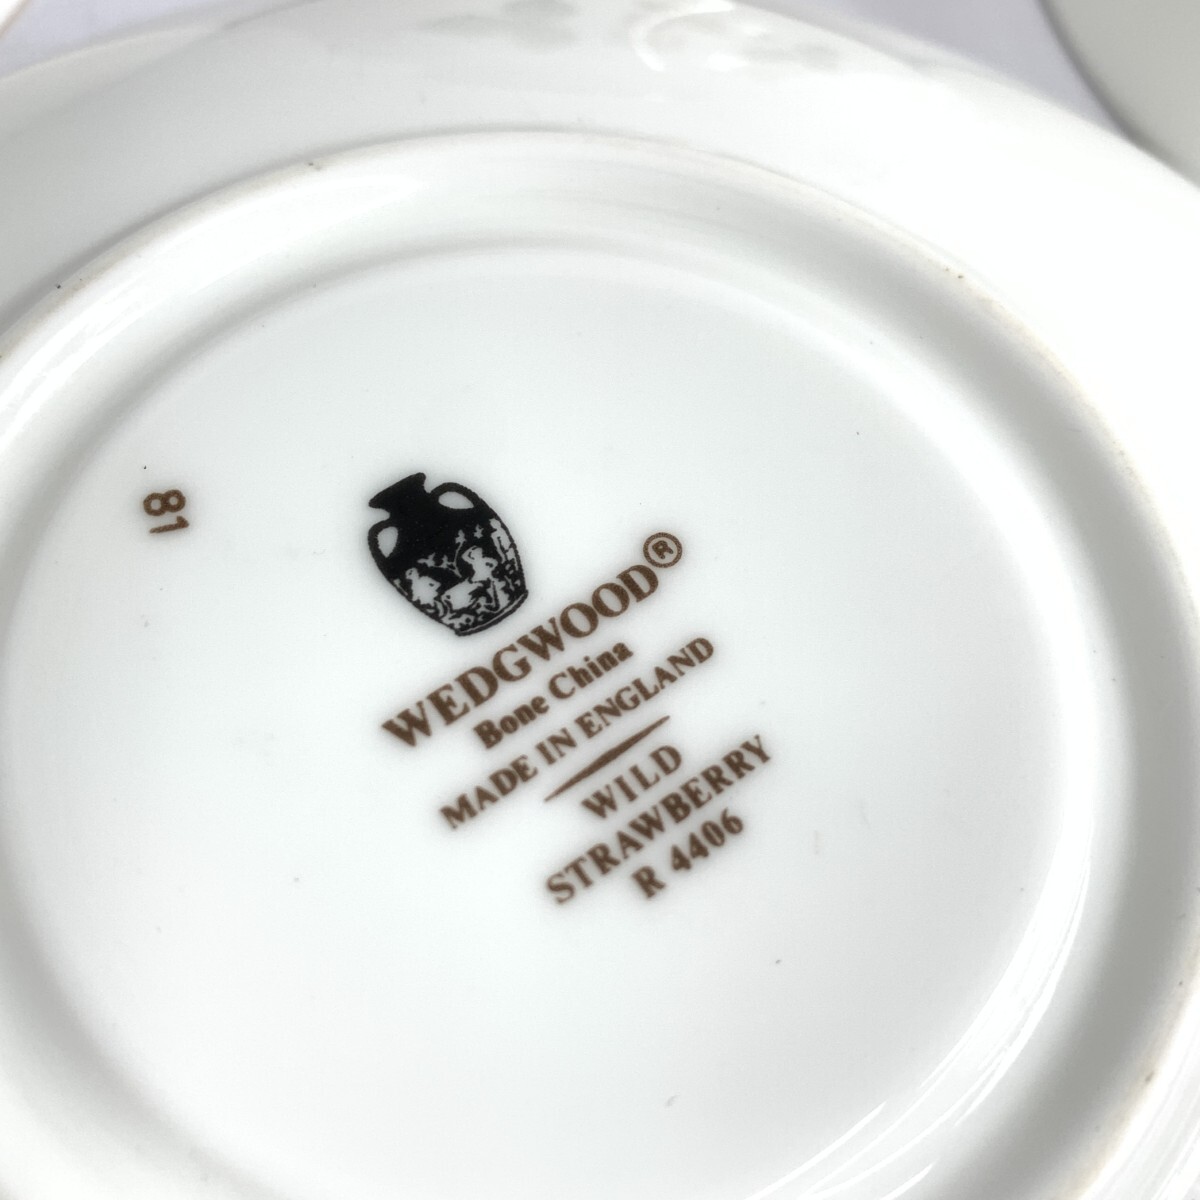 81
WEDGWOOD®
Bone China
MADE IN ENGLAND
WILD
STRAWBERRY
R 4406